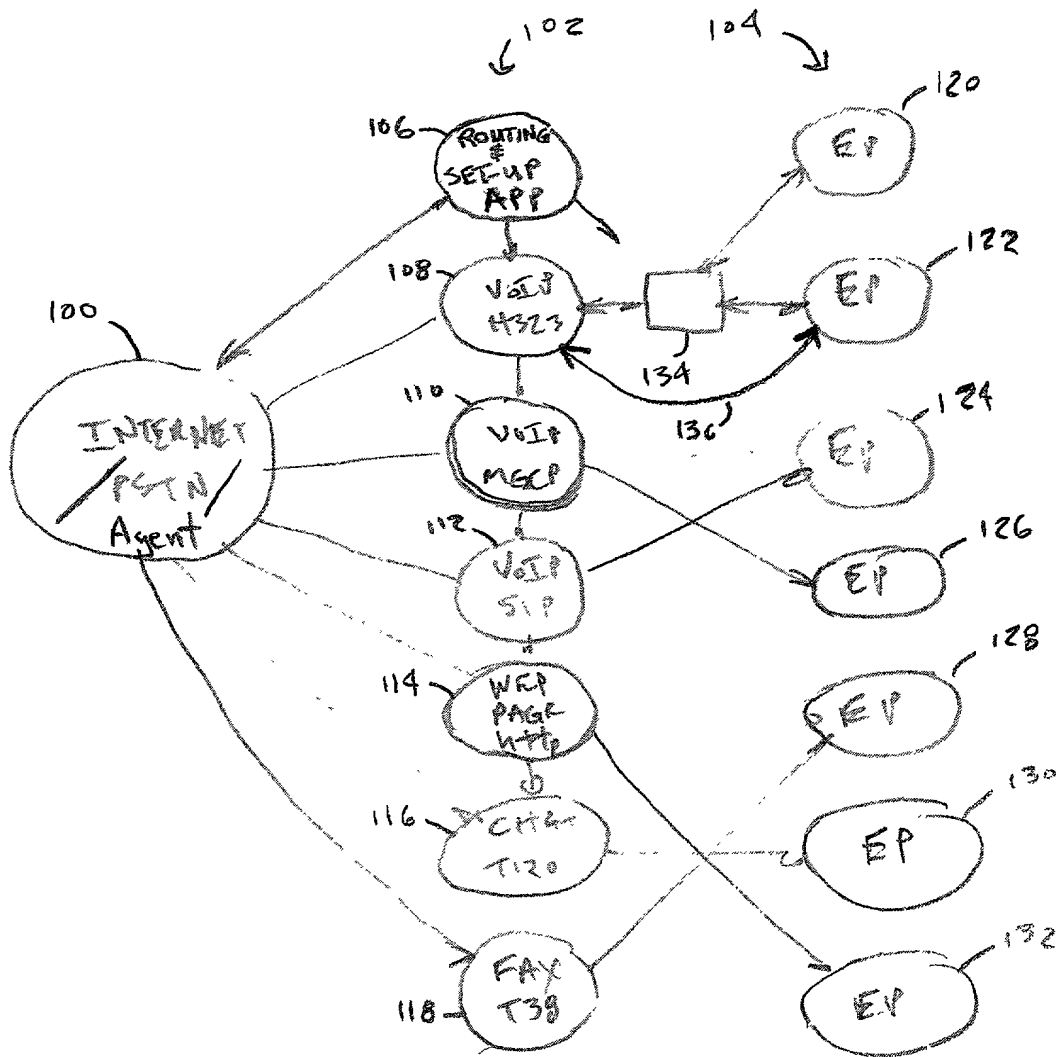 102
104
106
ROUTING
&
SET-UP
APP
120
EP
108
VOIP
H323
122
EP
134
136
100
INTERNET
/ PSTN /
Agent
110
VOIP
MGCP
124
EP
112
VOIP
SIP
126
EP
114
WEP
PAGE
http
128
EP
116
T120
130
EP
118
FAX
T38
132
EP